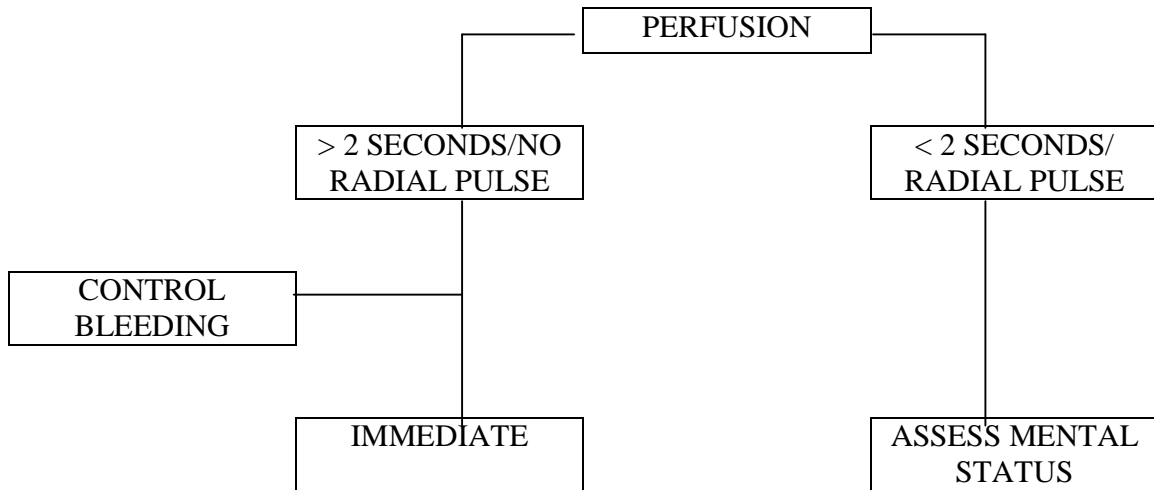 PERFUSION
> 2 SECONDS/NO
RADIAL PULSE
< 2 SECONDS/
RADIAL PULSE
CONTROL
BLEEDING
IMMEDIATE
ASSESS MENTAL
STATUS